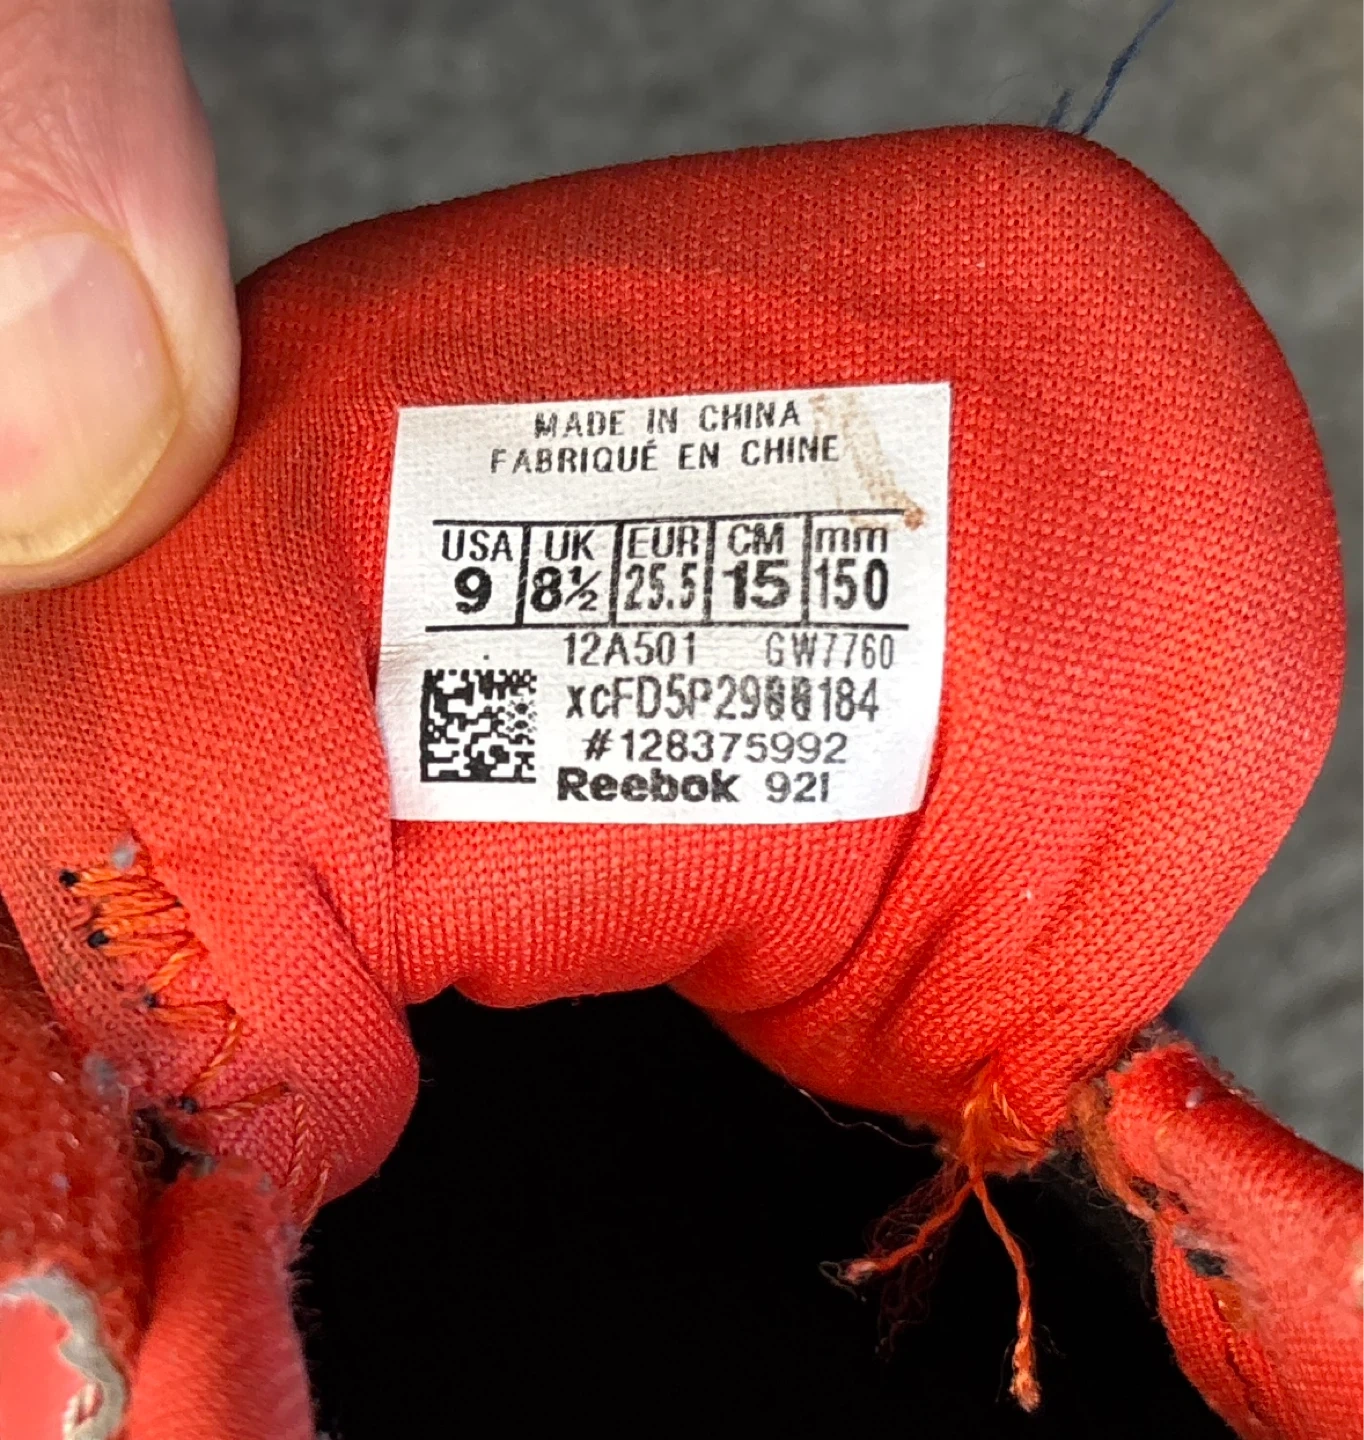 MADE IN CHINA
FABRIQUÉ EN CHINE
USA UK EUR CM mm
9 8½ 25.5 15 150
12A501 GW7760
#128375992
Reebok 921